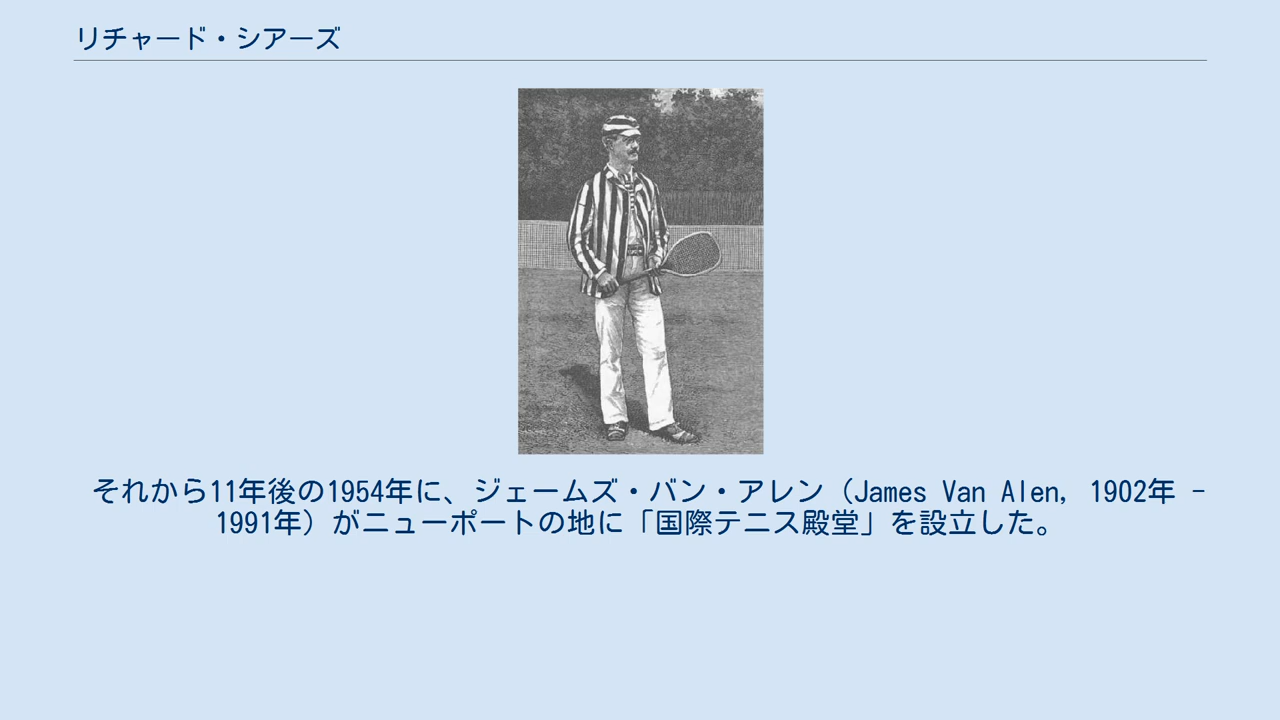 リチャード・シアーズ
それから11年後の1954年に、ジェームズ・バン・アレン（James Van Alen, 1902年 -
1991年）がニューポートの地に「国際テニス殿堂」を設立した。